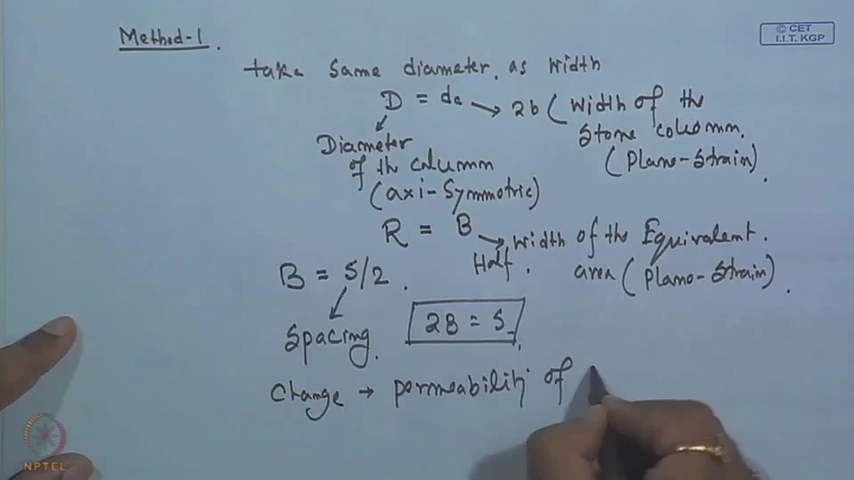 © CET
I.I.T. KGP
Method-1.
take same diameter as width
D = dc → 2b (width of the
Stone column.
(Plane-Strain).
Diameter
of the column
(axi-Symmetric)
R = B
Half width of the Equivalent.
area (Plane-Strain).
B = S/2.
Spacing.
2B = S
Change → permeability of
NPTEL